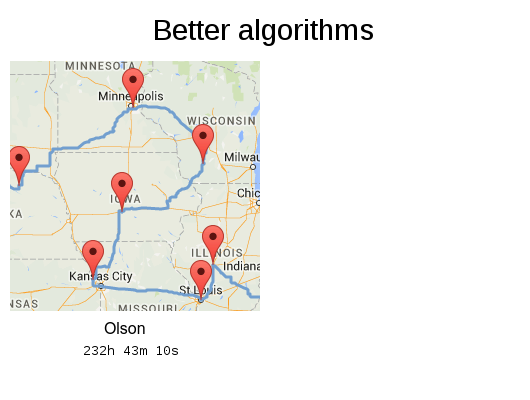 Better algorithms
MINNESOTA
Minneapolis
WISCONSIN
Milwau
IOWA
Chic
KA
ILLINOIS
Indiana
Kansas City
St Louis
NSAS
MISSOURI
Olson
232h 43m 10s